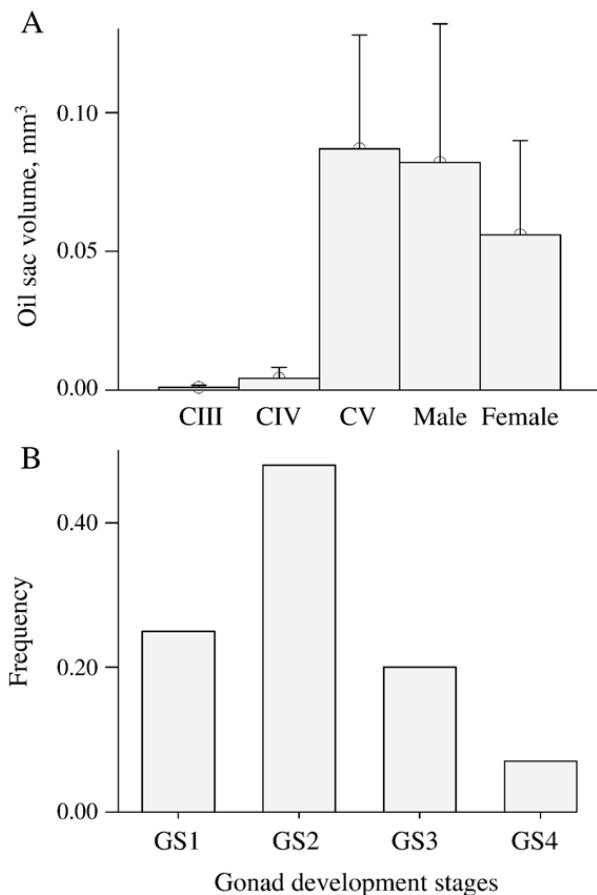 A
Oil sac volume, mm³
0.10
0.05
0.00
CIII CIV CV Male Female
B
Frequency
0.40
0.20
0.00
GS1 GS2 GS3 GS4
Gonad development stages